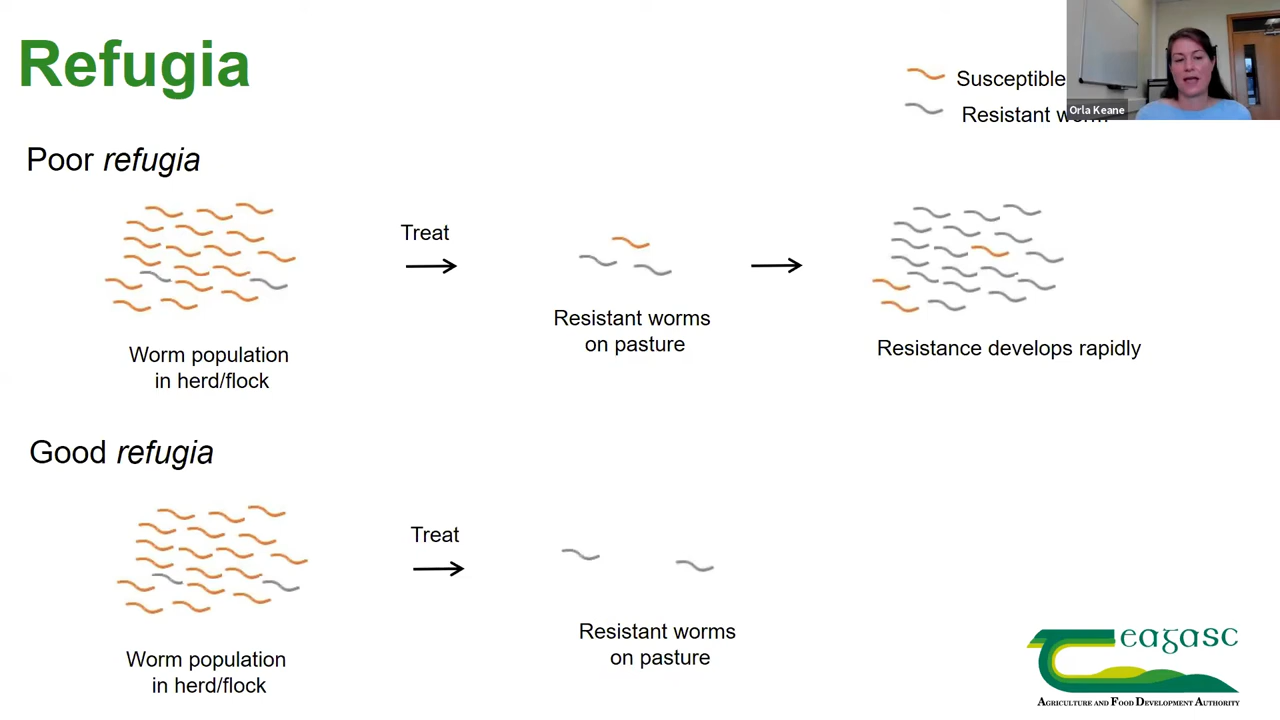 Refugia
Susceptible
Resistant worm
Orla Keane
Poor refugia
Treat
Resistant worms
on pasture
Worm population
in herd/flock
Resistance develops rapidly
Good refugia
Treat
Resistant worms
on pasture
Worm population
in herd/flock
eagasc
AGRICULTURE AND FOOD DEVELOPMENT AUTHORITY